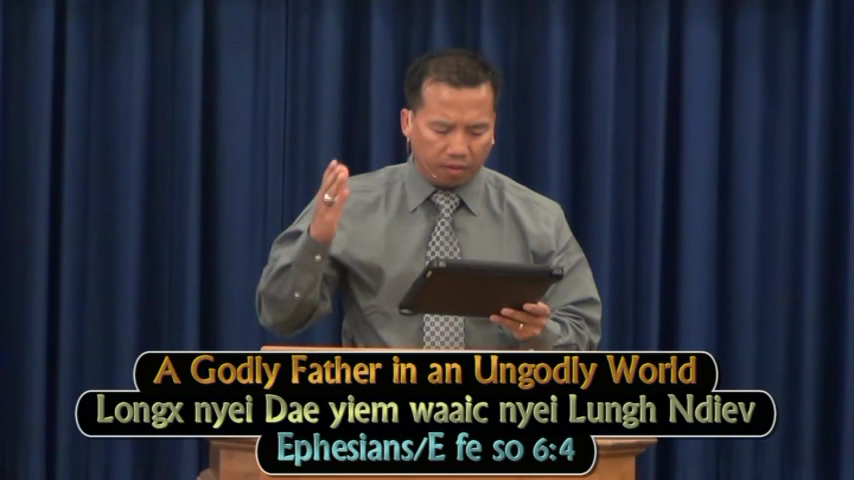 A Godly Father in an Ungodly World
Longx nyei Dae yiem waaic nyei Lungh Ndiev
Ephesians/E fe so 6:4